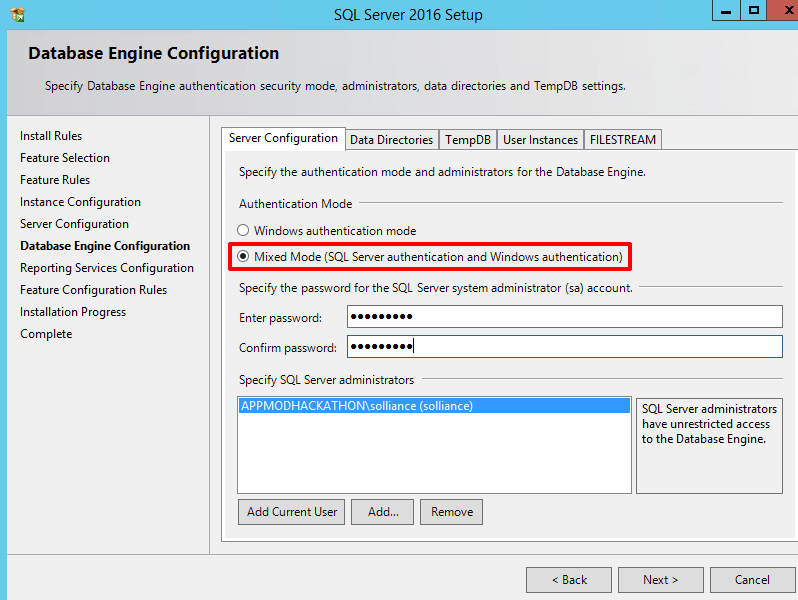 SQL Server 2016 Setup
Database Engine Configuration
Specify Database Engine authentication security mode, administrators, data directories and TempDB settings.
Install Rules
Feature Selection
Feature Rules
Instance Configuration
Server Configuration
Database Engine Configuration
Reporting Services Configuration
Feature Configuration Rules
Installation Progress
Complete
Server Configuration
Data Directories
TempDB
User Instances
FILESTREAM
Specify the authentication mode and administrators for the Database Engine.
Authentication Mode
Windows authentication mode
Mixed Mode (SQL Server authentication and Windows authentication)
Specify the password for the SQL Server system administrator (sa) account.
Enter password: ●●●●●●●●●
Confirm password: ●●●●●●●●●
Specify SQL Server administrators
APPMODHACKATHON\solliance (solliance)
SQL Server administrators
have unrestricted access
to the Database Engine.
Add Current User
Add...
Remove
< Back
Next >
Cancel